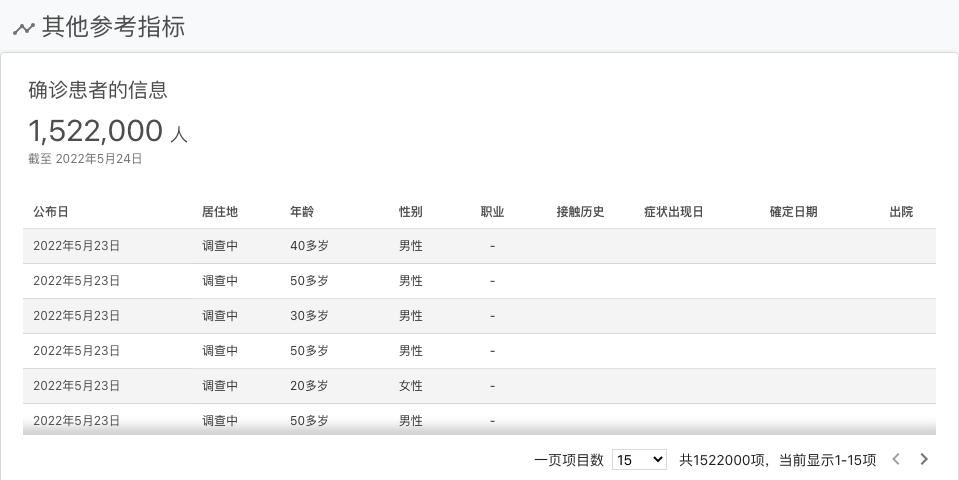 其他参考指标
确诊患者的信息
1,522,000 人
截至 2022年5月24日
公布日 居住地 年龄 性别 职业 接触历史 症状出现日 確定日期 出院
2022年5月23日 调查中 40多岁 男性 -
2022年5月23日 调查中 50多岁 男性 -
2022年5月23日 调查中 30多岁 男性 -
2022年5月23日 调查中 50多岁 男性 -
2022年5月23日 调查中 20多岁 女性 -
2022年5月23日 调查中 50多岁 男性 -
一页项目数 15 共1522000项，当前显示1-15项